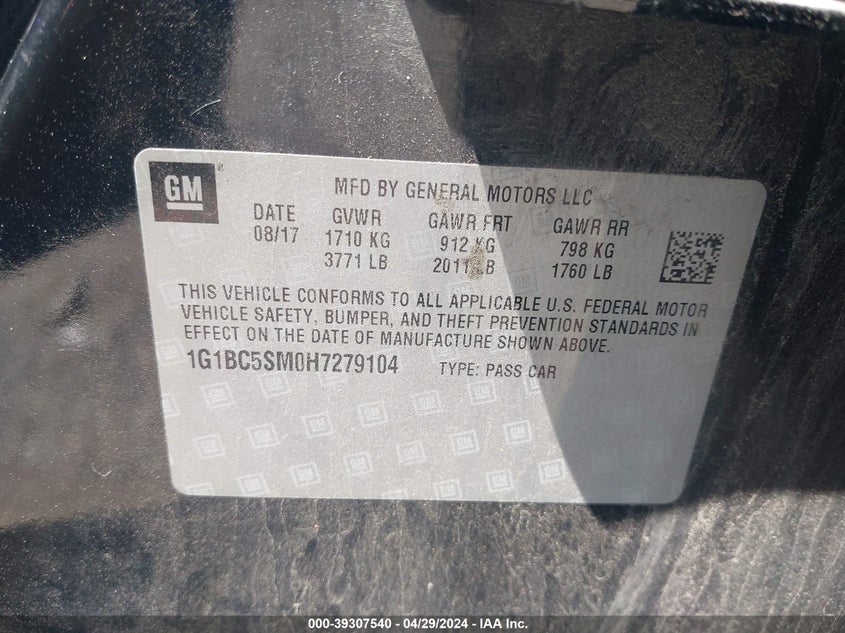 GM
MFD BY GENERAL MOTORS LLC
DATE GVWR GAWR FRT GAWR RR
08/17 1710 KG 912 KG 798 KG
3771 LB 2011 LB 1760 LB
THIS VEHICLE CONFORMS TO ALL APPLICABLE U.S. FEDERAL MOTOR
VEHICLE SAFETY, BUMPER, AND THEFT PREVENTION STANDARDS IN
EFFECT ON THE DATE OF MANUFACTURE SHOWN ABOVE.
1G1BC5SM0H7279104 TYPE: PASS CAR
000-39307540 - 04/29/2024 - IAA Inc.